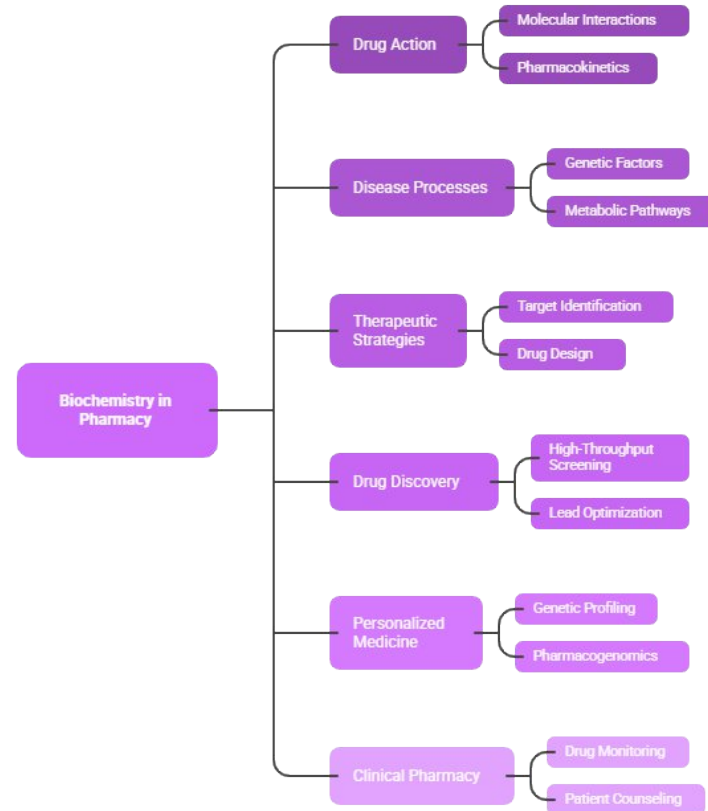 Biochemistry in
Pharmacy
Drug Action
Molecular Interactions
Pharmacokinetics
Disease Processes
Genetic Factors
Metabolic Pathways
Therapeutic
Strategies
Target Identification
Drug Design
Drug Discovery
High-Throughput
Screening
Lead Optimization
Personalized
Medicine
Genetic Profiling
Pharmacogenomics
Clinical Pharmacy
Drug Monitoring
Patient Counseling